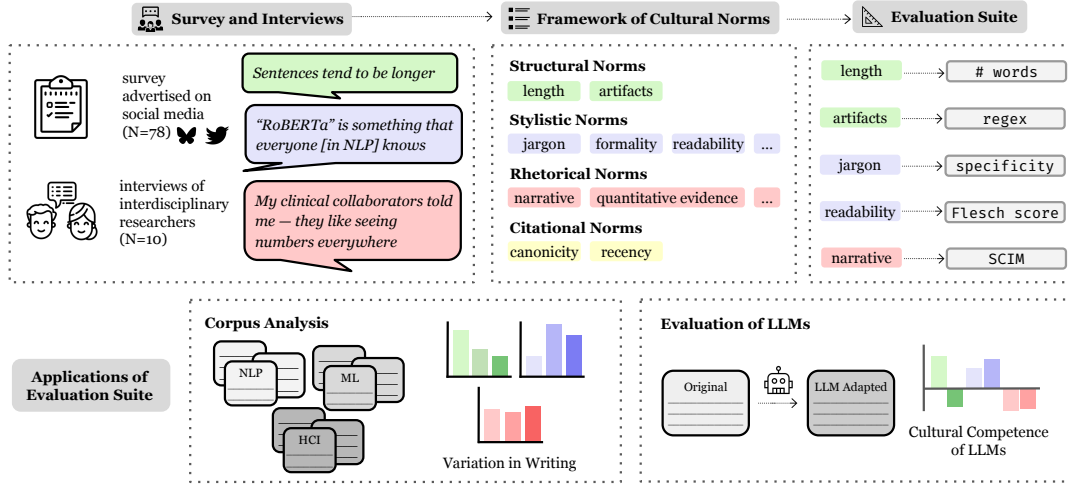 Survey and Interviews
Framework of Cultural Norms
Evaluation Suite
survey
advertised on
social media
(N=78)
Sentences tend to be longer
“RoBERTa” is something that
everyone [in NLP] knows
interviews of
interdisciplinary
researchers
(N=10)
My clinical collaborators told
me — they like seeing
numbers everywhere
Structural Norms
length artifacts
Stylistic Norms
jargon formality readability ...
Rhetorical Norms
narrative quantitative evidence ...
Citational Norms
canonicity recency
length # words
artifacts regex
jargon specificity
readability Flesch score
narrative SCIM
Applications of
Evaluation Suite
Corpus Analysis
NLP
ML
HCI
Variation in Writing
Evaluation of LLMs
Original
LLM Adapted
Cultural Competence
of LLMs